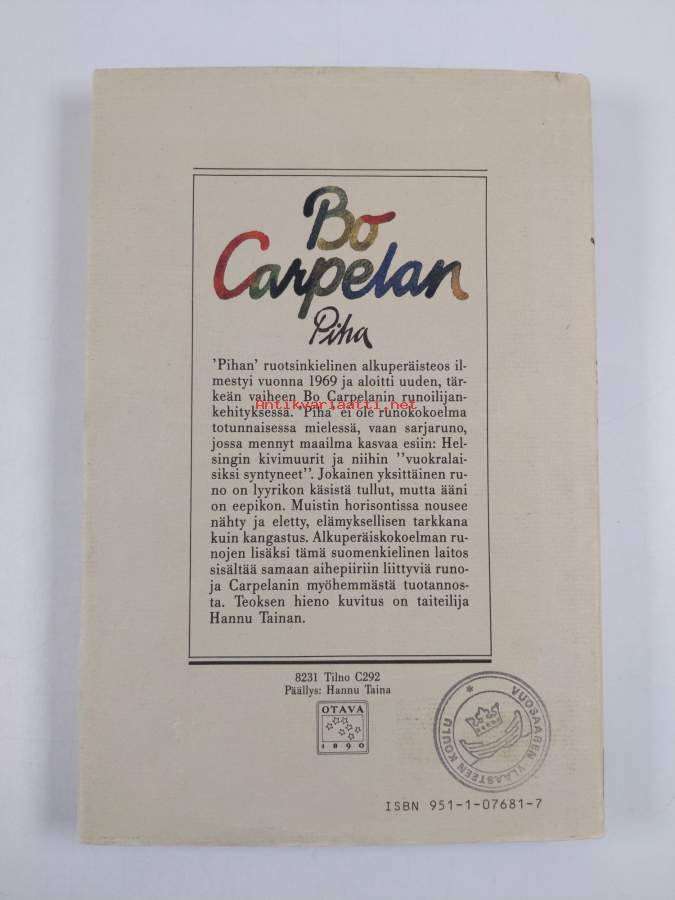 Bo
Carpelan
Piha
'Pihan' ruotsinkielinen alkuperäisteos il-
mestyi vuonna 1969 ja aloitti uuden, tär-
keän vaiheen Bo Carpelanin runoilijan-
Antikvariaatti.net
kehityksessä. 'Piha' ei ole runokokoelma
totunnaisessa mielessä, vaan sarjaruno,
jossa mennyt maailma kasvaa esiin: Hel-
singin kivimuurit ja niihin "vuokralai-
siksi syntyneet". Jokainen yksittäinen ru-
no on lyyrikon käsistä tullut, mutta ääni
on eepikon. Muistin horisontissa nousee
nähty ja eletty, elämyksellisen tarkkana
kuin kangastus. Alkuperäiskokoelman ru-
nojen lisäksi tämä suomenkielinen laitos
sisältää samaan aihepiiriin liittyviä runo-
ja Carpelanin myöhemmästä tuotannos-
ta. Teoksen hieno kuvitus on taiteilija
Hannu Tainan.
8231 Tilno C292
Päällys: Hannu Taina
OTAVA
1890
VUOSAAREN YLÄASTEEN KOULU *
ISBN 951-1-07681-7